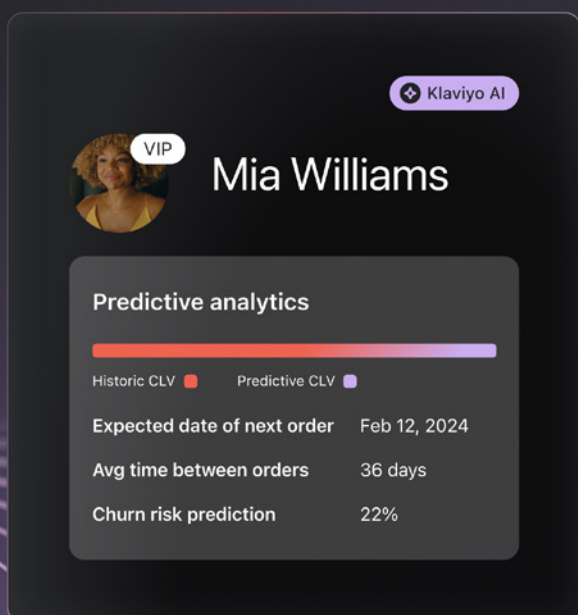 Klaviyo AI
VIP
Mia Williams
Predictive analytics
Historic CLV Predictive CLV
Expected date of next order Feb 12, 2024
Avg time between orders 36 days
Churn risk prediction 22%